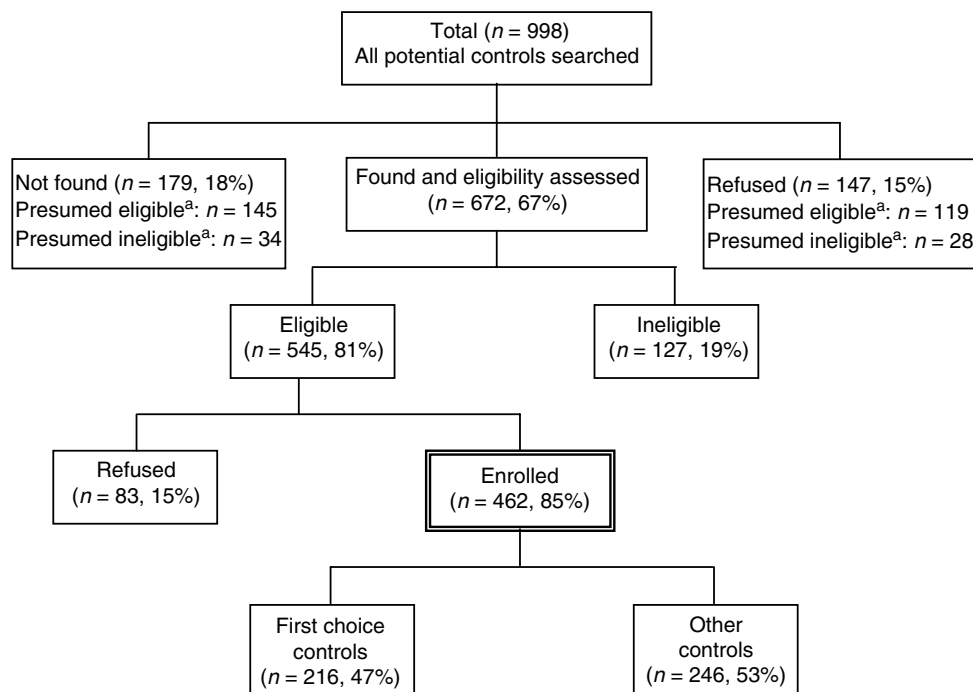 Total (n = 998)
All potential controls searched
Not found (n = 179, 18%)
Presumed eligibleᵃ: n = 145
Presumed ineligibleᵃ: n = 34
Found and eligibility assessed
(n = 672, 67%)
Refused (n = 147, 15%)
Presumed eligibleᵃ: n = 119
Presumed ineligibleᵃ: n = 28
Eligible
(n = 545, 81%)
Ineligible
(n = 127, 19%)
Refused
(n = 83, 15%)
Enrolled
(n = 462, 85%)
First choice
controls
(n = 216, 47%)
Other
controls
(n = 246, 53%)